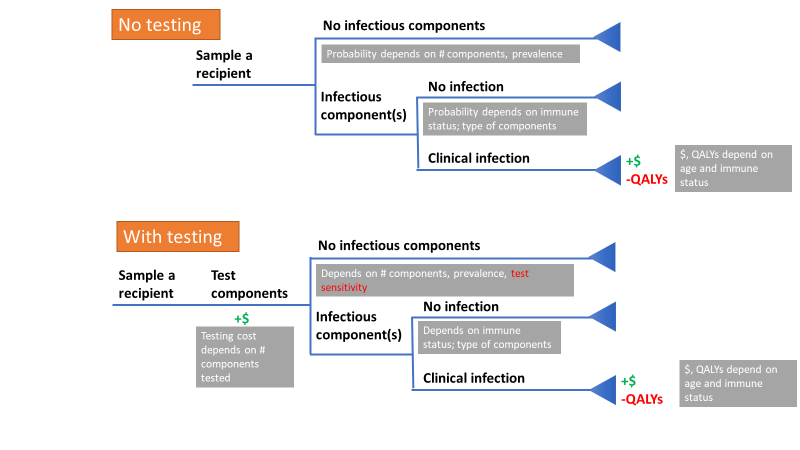 No testing
No infectious components
Sample a
recipient
Probability depends on # components, prevalence
No infection
Infectious
component(s)
Probability depends on immune
status; type of components
Clinical infection
+$
-QALYs
$, QALYs depend on
age and immune
status
With testing
No infectious components
Sample a
recipient
Test
components
Depends on # components, prevalence, test
sensitivity
No infection
+$
Infectious
component(s)
Testing cost
depends on #
components
tested
Depends on immune
status; type of components
Clinical infection
+$
-QALYs
$, QALYs depend on
age and immune
status